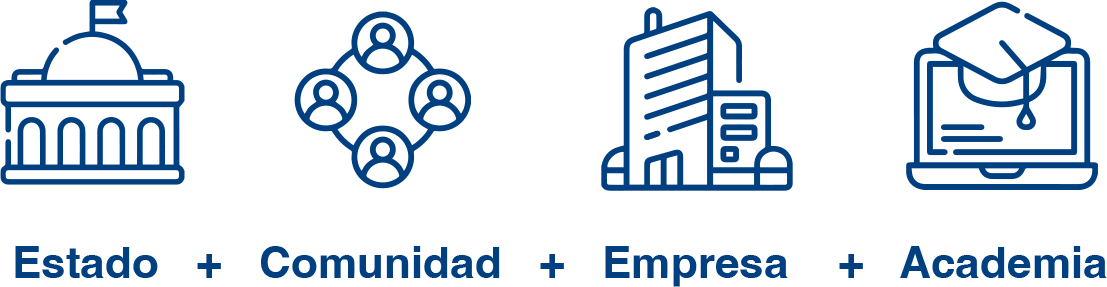 Estado + Comunidad + Empresa + Academia